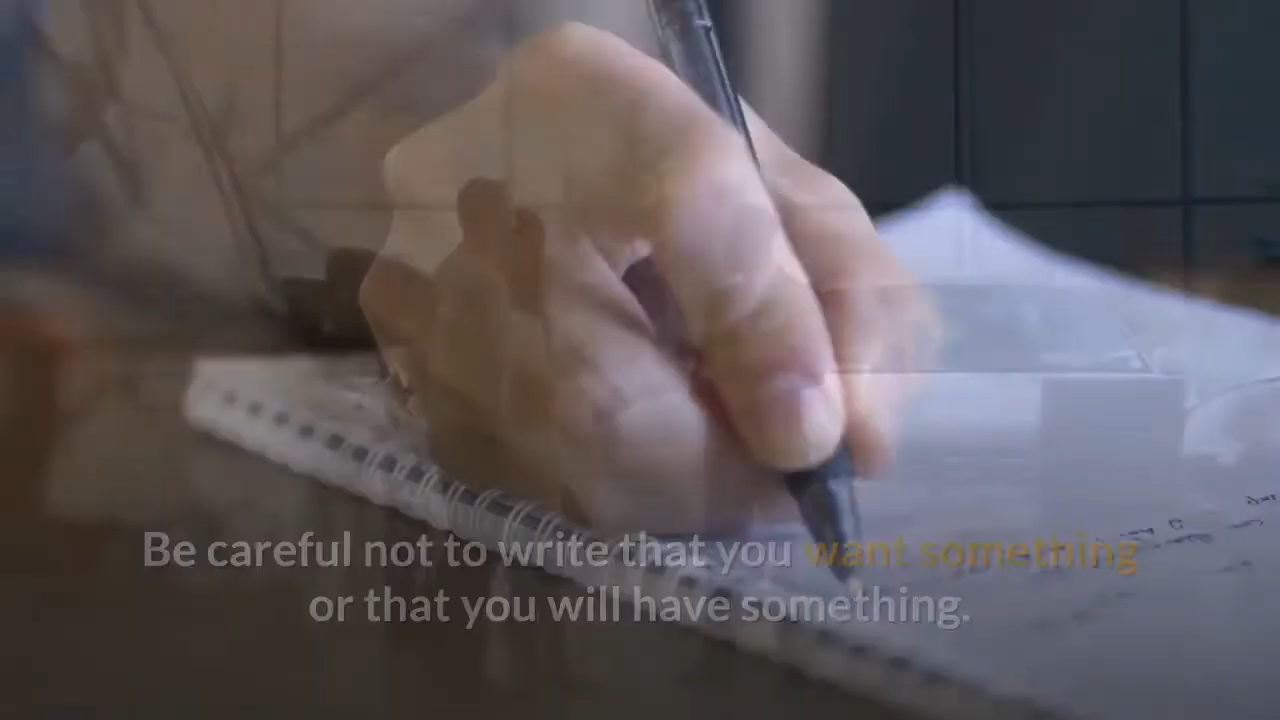 Be careful not to write that you want something
or that you will have something.